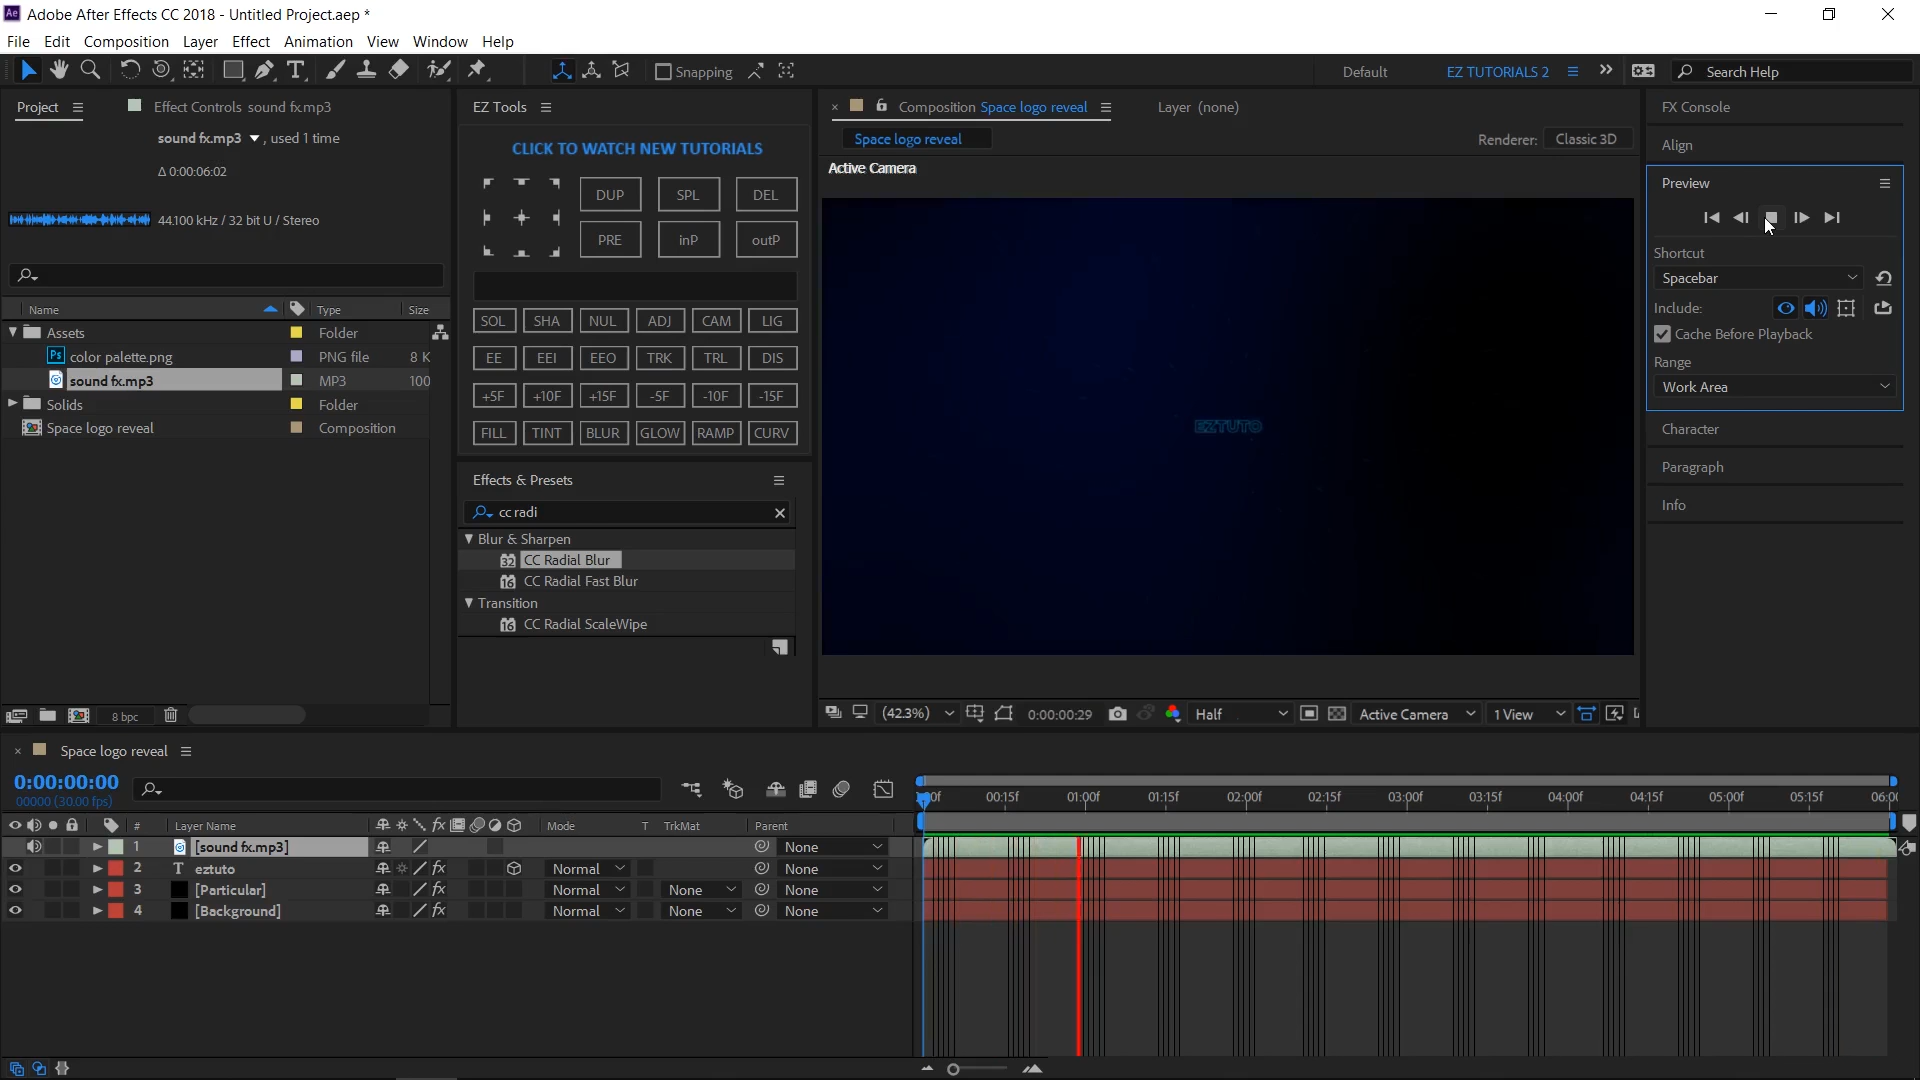 Adobe After Effects CC 2018 - Untitled Project.aep *
File Edit Composition Layer Effect Animation View Window Help
Snapping
Default EZ TUTORIALS 2 Search Help
Project Effect Controls sound fx.mp3
sound fx.mp3 , used 1 time
Δ 0:00:06:02
44.100 kHz / 32 bit U / Stereo
Name Type Size
Assets Folder
color palette.png PNG file 8 K
sound fx.mp3 MP3 100
Solids Folder
Space logo reveal Composition
8 bpc
EZ Tools
CLICK TO WATCH NEW TUTORIALS
DUP SPL DEL
PRE inP outP
SOL SHA NUL ADJ CAM LIG
EE EEI EEO TRK TRL DIS
+5F +10F +15F -5F -10F -15F
FILL TINT BLUR GLOW RAMP CURV
Effects & Presets
cc radi
Blur & Sharpen
32 CC Radial Blur
16 CC Radial Fast Blur
Transition
16 CC Radial ScaleWipe
Composition Space logo reveal Layer (none)
Space logo reveal Renderer: Classic 3D
Active Camera
EZTUTO
(42.3%) 0:00:00:29 Half Active Camera 1 View
FX Console
Align
Preview
Shortcut
Spacebar
Include:
Cache Before Playback
Range
Work Area
Character
Paragraph
Info
Space logo reveal
0:00:00:00
00000 (30.00 fps)
00:15f 01:00f 01:15f 02:00f 02:15f 03:00f 03:15f 04:00f 04:15f 05:00f 05:15f 06:00
# Layer Name Mode T TrkMat Parent
1 [sound fx.mp3] None
2 T eztuto Normal None
3 [Particular] Normal None None
4 [Background] Normal None None